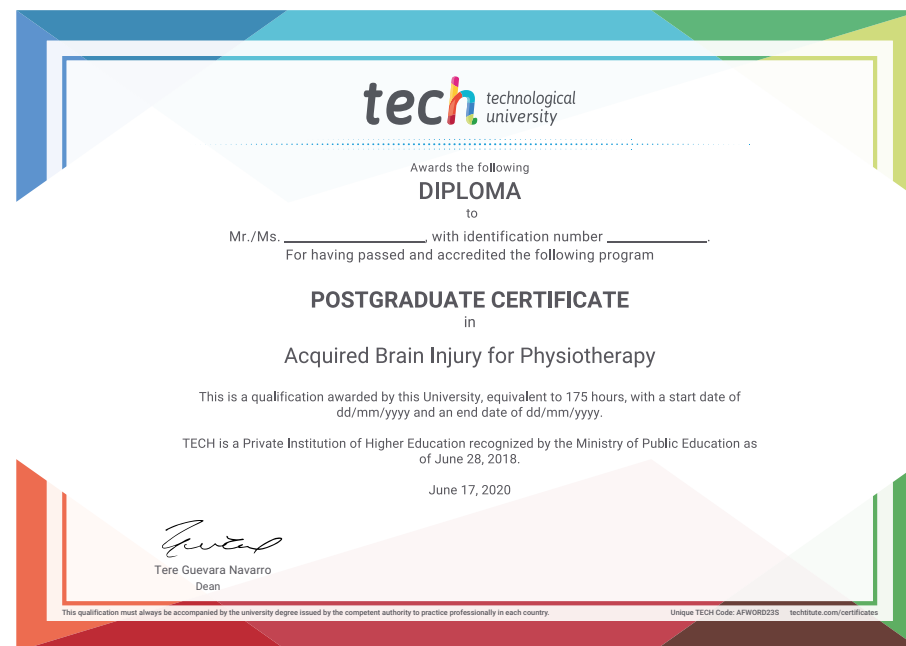 tech technological
university
Awards the following
DIPLOMA
to
Mr./Ms. ____________________, with identification number ______________.
For having passed and accredited the following program
POSTGRADUATE CERTIFICATE
in
Acquired Brain Injury for Physiotherapy
This is a qualification awarded by this University, equivalent to 175 hours, with a start date of
dd/mm/yyyy and an end date of dd/mm/yyyy.
TECH is a Private Institution of Higher Education recognized by the Ministry of Public Education as
of June 28, 2018.
June 17, 2020
Tere Guevara Navarro
Dean
This qualification must always be accompanied by the university degree issued by the competent authority to practice professionally in each country. Unique TECH Code: AFWORD23S techtitute.com/certificates